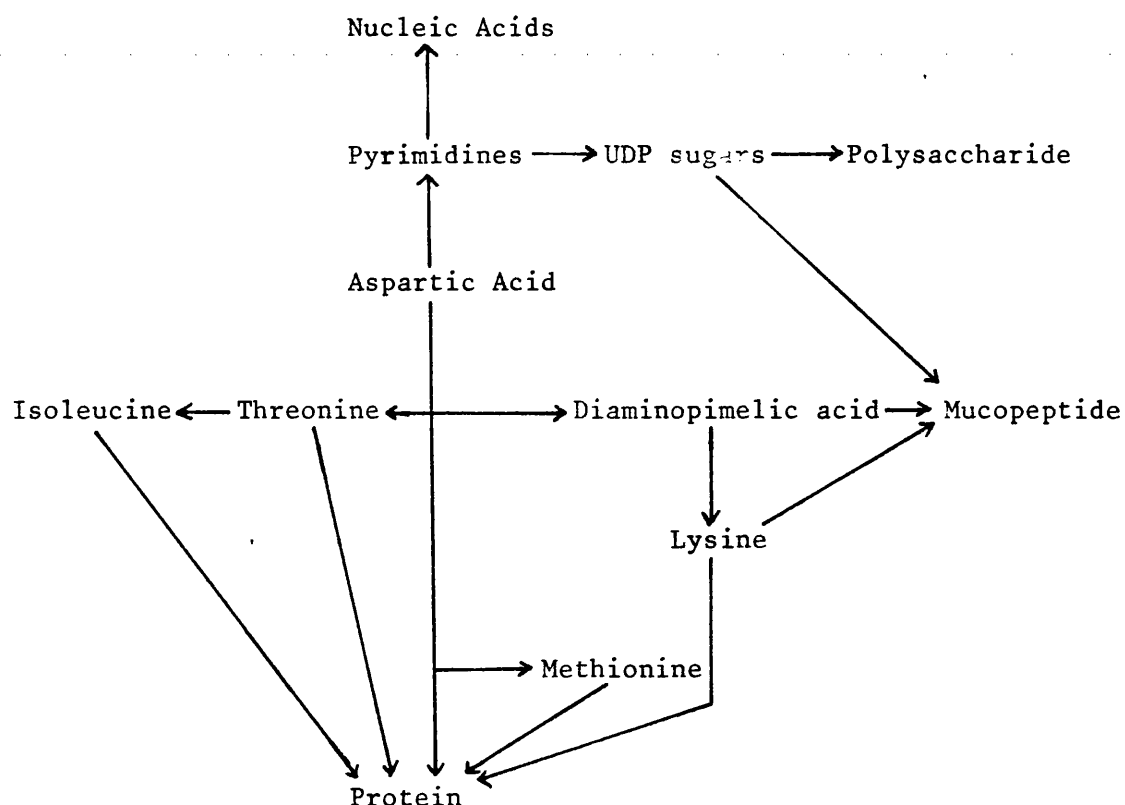 Nucleic Acids
Pyrimidines UDP sugars Polysaccharide
Aspartic Acid
Isoleucine Threonine Diaminopimelic acid Mucopeptide
Lysine
Methionine
Protein